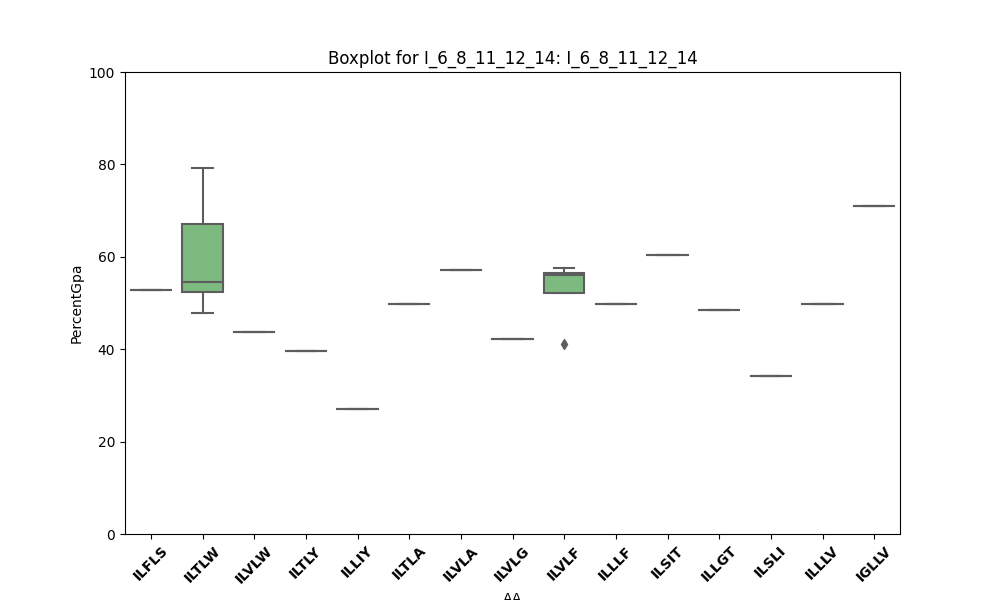 Boxplot for I_6_8_11_12_14: I_6_8_11_12_14
PercentGpa
100
80
60
40
20
0
ILFLS
ILTLW
ILVLW
ILTLY
ILLIY
ILTLA
ILVLA
ILVLG
ILVLF
ILLLF
ILSIT
ILLGT
ILSLI
ILLLV
IGLLV
AA